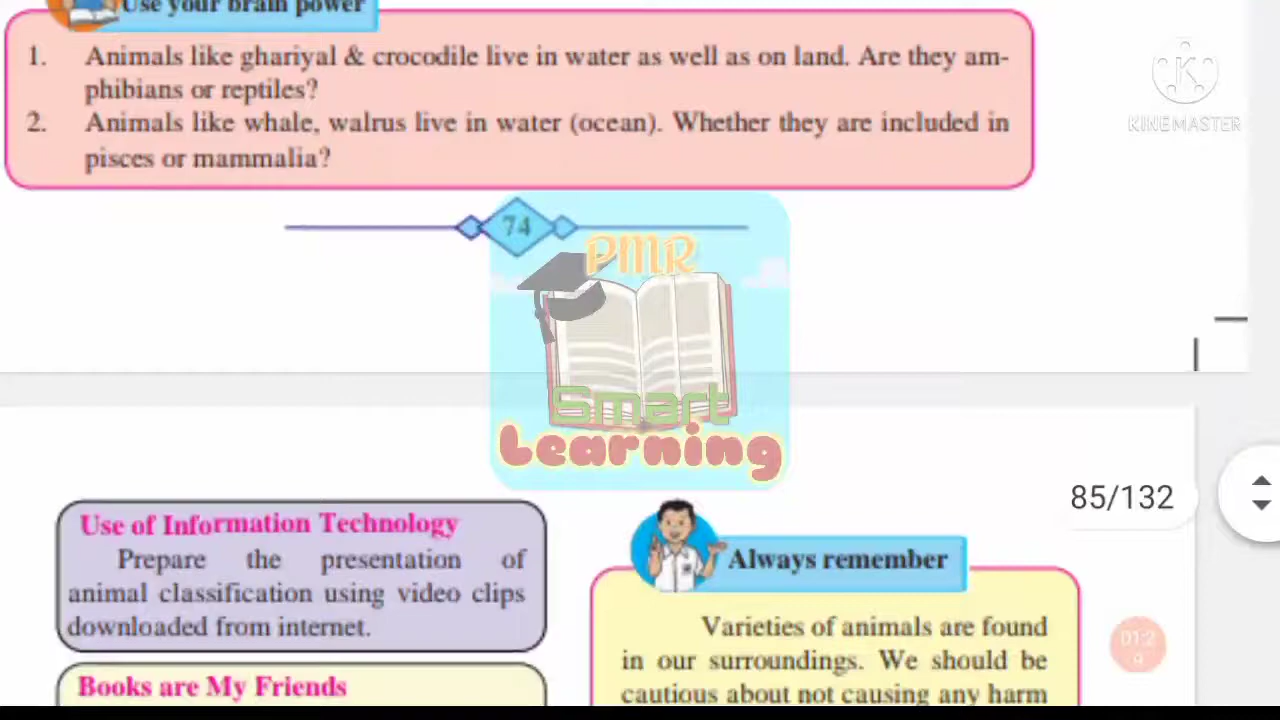 Use your brain power
1. Animals like ghariyal & crocodile live in water as well as on land. Are they am-
phibians or reptiles?
2. Animals like whale, walrus live in water (ocean). Whether they are included in
pisces or mammalia?
KINEMASTER
74
PMR
Smart
Learning
85/132
Use of Information Technology
Prepare the presentation of
animal classification using video clips
downloaded from internet.
Books are My Friends
Always remember
Varieties of animals are found
in our surroundings. We should be
cautious about not causing any harm
01:2
9